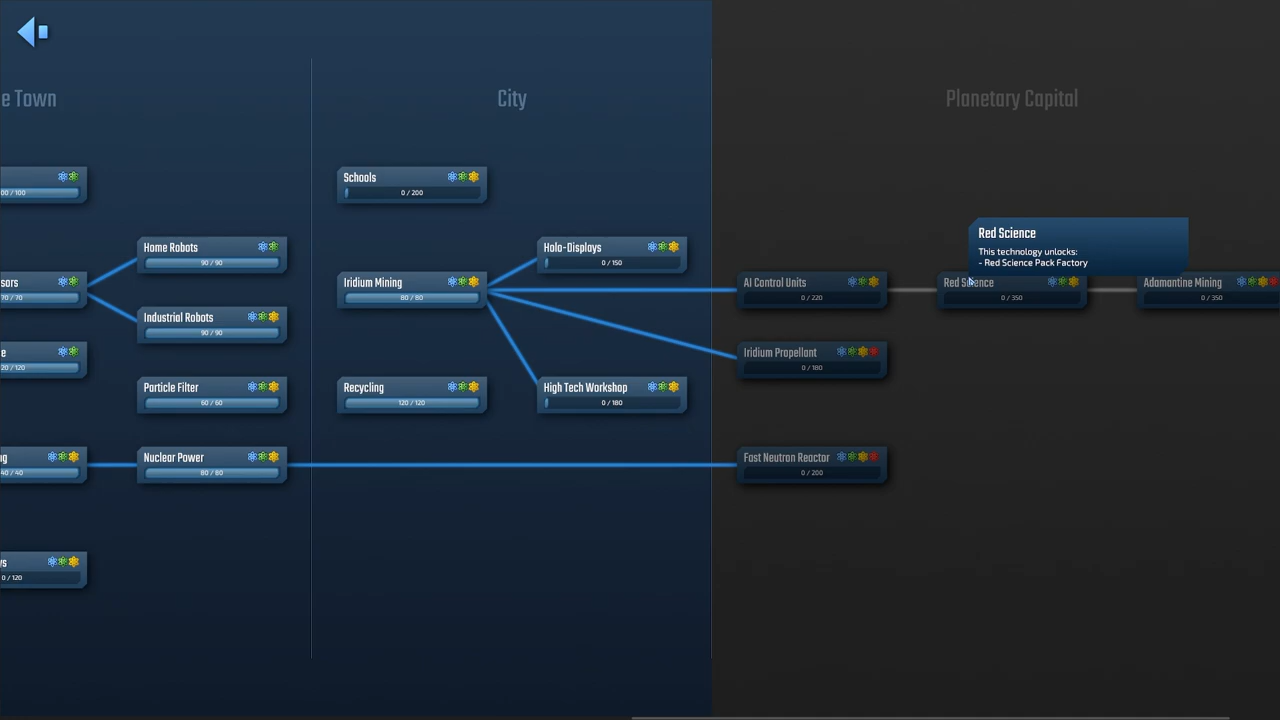 e Town
City
Planetary Capital
Schools
00 / 100
0 / 200
Red Science
This technology unlocks:
- Red Science Pack Factory
Home Robots
90 / 90
Holo-Displays
0 / 150
sors
70 / 70
Iridium Mining
80 / 80
AI Control Units
0 / 220
Red Science
0 / 350
Adamantine Mining
0 / 350
Industrial Robots
90 / 90
e
20 / 120
Iridium Propellant
0 / 180
Particle Filter
60 / 60
Recycling
120 / 120
High Tech Workshop
0 / 180
ng
40 / 40
Nuclear Power
80 / 80
Fast Neutron Reactor
0 / 200
ys
0 / 120